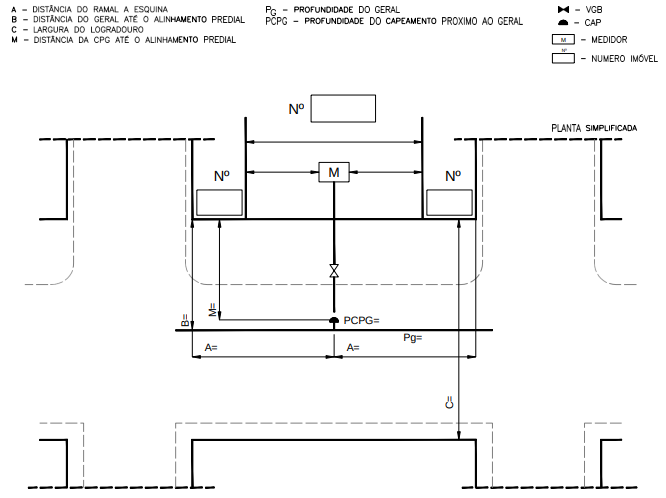 A – DISTÂNCIA DO RAMAL A ESQUINA
B – DISTÂNCIA DO GERAL ATÉ O ALINHAMENTO PREDIAL
C – LARGURA DO LOGRADOURO
M – DISTÂNCIA DA CPG ATÉ O ALINHAMENTO PREDIAL
PG – PROFUNDIDADE DO GERAL
PCPG – PROFUNDIDADE DO CAPEAMENTO PROXIMO AO GERAL
– VGB
– CAP
M – MEDIDOR
Nº – NUMERO IMÓVEL
PLANTA SIMPLIFICADA
Nº
Nº
M
Nº
B=
M=
PCPG=
Pg=
A=
A=
C=